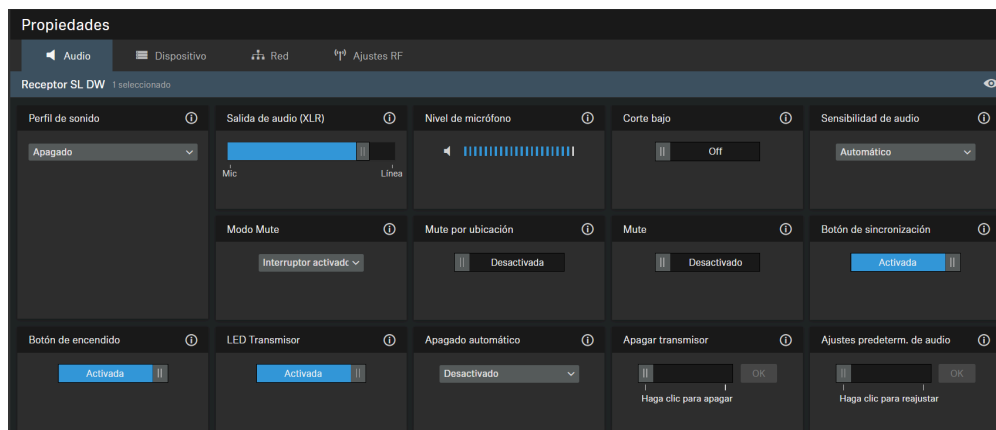 Propiedades
Audio
Dispositivo
Red
Ajustes RF
Receptor SL DW 1 seleccionado
Perfil de sonido
Apagado
Salida de audio (XLR)
Mic
Línea
Nivel de micrófono
Corte bajo
Off
Sensibilidad de audio
Automático
Modo Mute
Interruptor activadc
Mute por ubicación
Desactivada
Mute
Desactivado
Botón de sincronización
Activada
Botón de encendido
Activada
LED Transmisor
Activada
Apagado automático
Desactivado
Apagar transmisor
OK
Haga clic para apagar
Ajustes predeterm. de audio
OK
Haga clic para reajustar